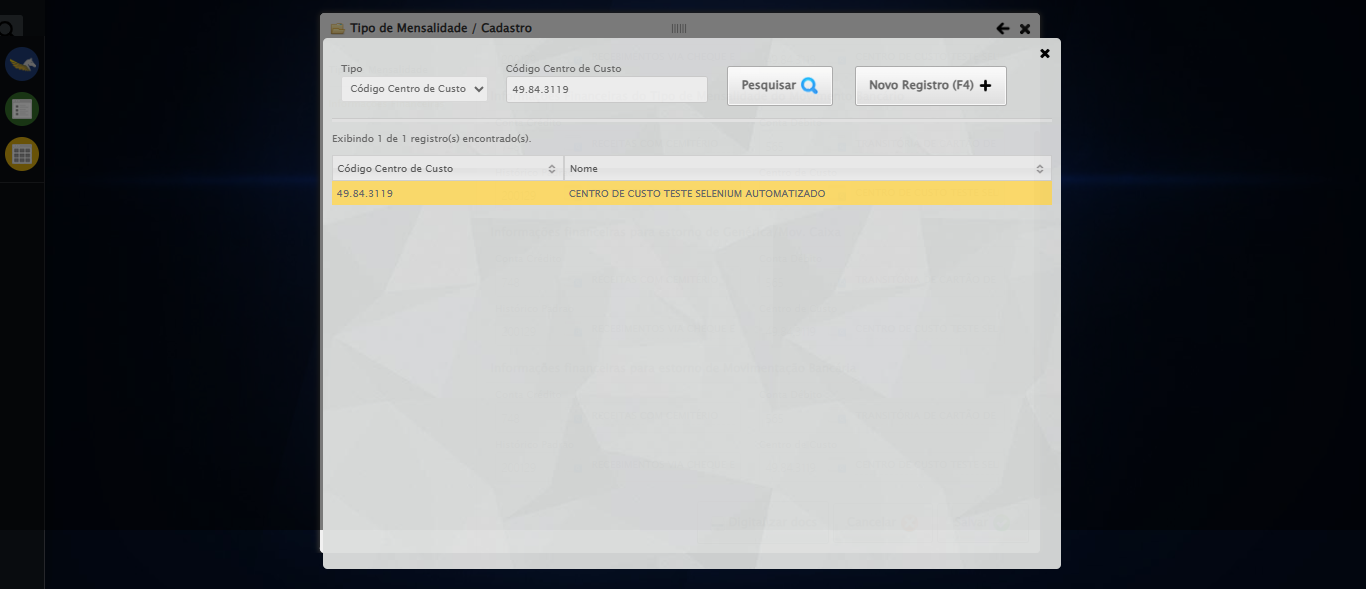 Tipo de Mensalidade / Cadastro
Tipo
Código Centro de Custo
Código Centro de Custo
49.84.3119
Pesquisar
Novo Registro (F4)
Exibindo 1 de 1 registro(s) encontrado(s).
Código Centro de Custo Nome
49.84.3119 CENTRO DE CUSTO TESTE SELENIUM AUTOMATIZADO